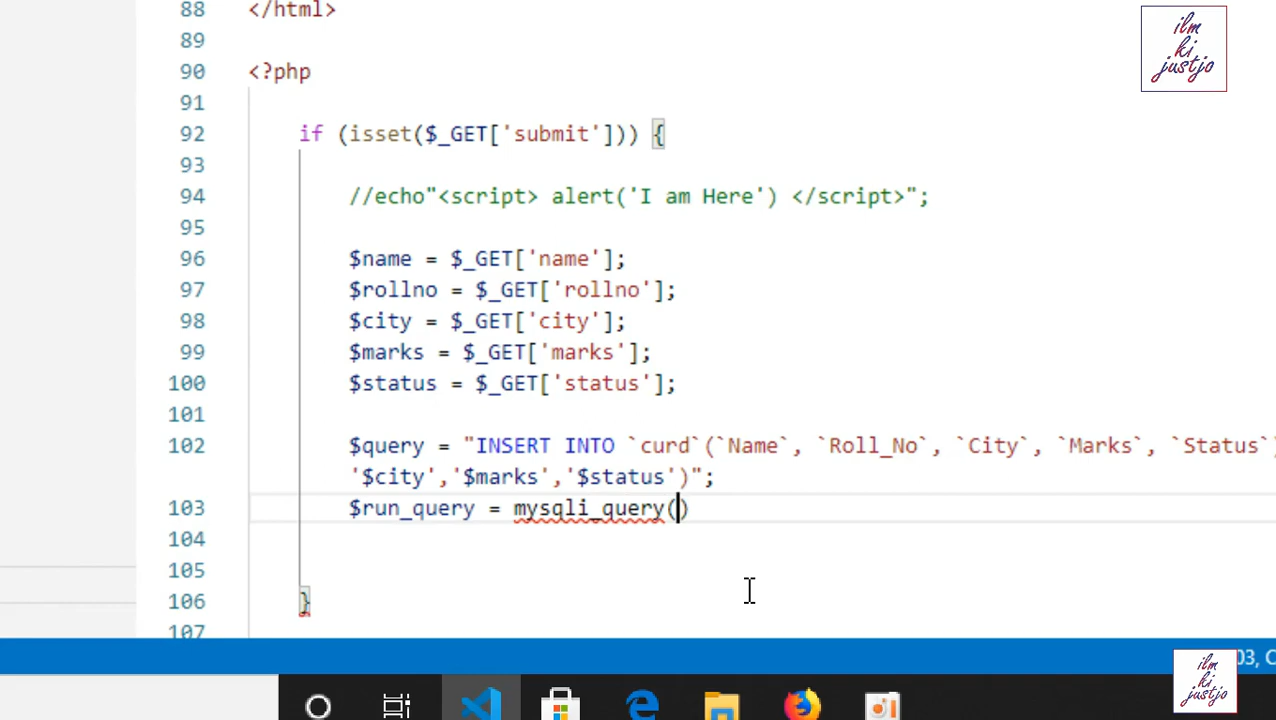 88 </html>
ilm
ki
justjo
89
90 <?php
91
92 if (isset($_GET['submit'])) {
93
94 //echo"<script> alert('I am Here') </script>";
95
96 $name = $_GET['name'];
97 $rollno = $_GET['rollno'];
98 $city = $_GET['city'];
99 $marks = $_GET['marks'];
100 $status = $_GET['status'];
101
102 $query = "INSERT INTO `curd`(`Name`, `Roll_No`, `City`, `Marks`, `Status`
'$city','$marks','$status')";
103 $run_query = mysqli_query()
104
105
106 }
107
ilm
ki
justjo